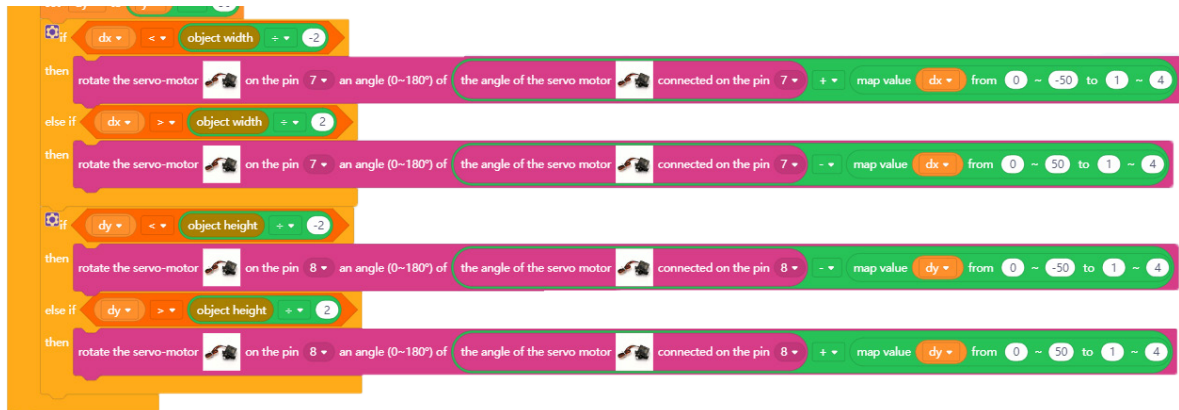 if dx < object width ÷ -2
then rotate the servo-motor on the pin 7 an angle (0~180°) of the angle of the servo motor connected on the pin 7 + map value dx from 0 ~ -50 to 1 ~ 4
else if dx > object width ÷ 2
then rotate the servo-motor on the pin 7 an angle (0~180°) of the angle of the servo motor connected on the pin 7 - map value dx from 0 ~ 50 to 1 ~ 4
if dy < object height ÷ -2
then rotate the servo-motor on the pin 8 an angle (0~180°) of the angle of the servo motor connected on the pin 8 - map value dy from 0 ~ -50 to 1 ~ 4
else if dy > object height ÷ 2
then rotate the servo-motor on the pin 8 an angle (0~180°) of the angle of the servo motor connected on the pin 8 + map value dy from 0 ~ 50 to 1 ~ 4